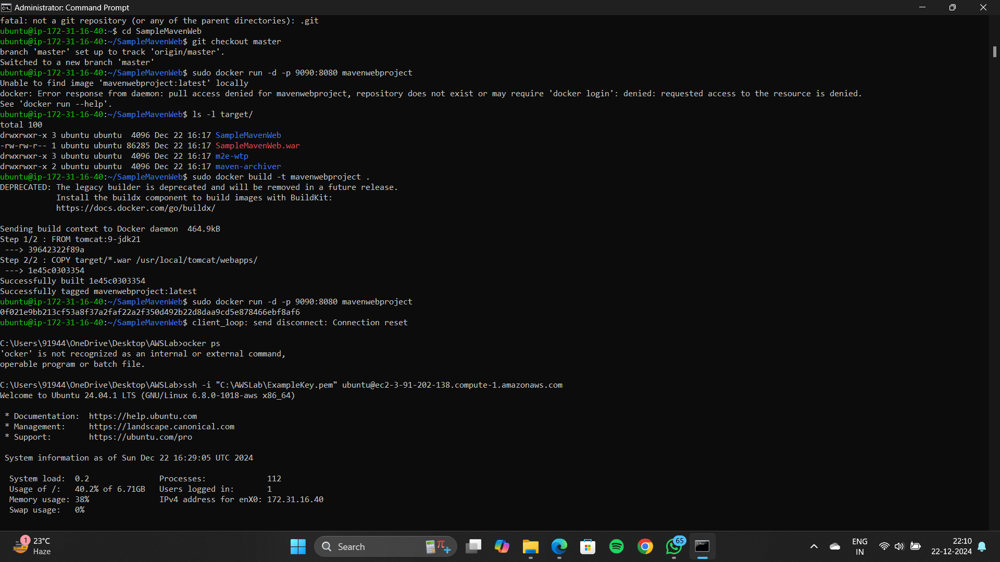 Administrator: Command Prompt
fatal: not a git repository (or any of the parent directories): .git
ubuntu@ip-172-31-16-40:~$ cd SampleMavenWeb
ubuntu@ip-172-31-16-40:~/SampleMavenWeb$ git checkout master
branch 'master' set up to track 'origin/master'.
Switched to a new branch 'master'
ubuntu@ip-172-31-16-40:~/SampleMavenWeb$ sudo docker run -d -p 9090:8080 mavenwebproject
Unable to find image 'mavenwebproject:latest' locally
docker: Error response from daemon: pull access denied for mavenwebproject, repository does not exist or may require 'docker login': denied: requested access to the resource is denied.
See 'docker run --help'.
ubuntu@ip-172-31-16-40:~/SampleMavenWeb$ ls -l target/
total 100
drwxrwxr-x 3 ubuntu ubuntu  4096 Dec 22 16:17 SampleMavenWeb
-rw-rw-r-- 1 ubuntu ubuntu 86285 Dec 22 16:17 SampleMavenWeb.war
drwxrwxr-x 3 ubuntu ubuntu  4096 Dec 22 16:17 m2e-wtp
drwxrwxr-x 2 ubuntu ubuntu  4096 Dec 22 16:17 maven-archiver
ubuntu@ip-172-31-16-40:~/SampleMavenWeb$ sudo docker build -t mavenwebproject .
DEPRECATED: The legacy builder is deprecated and will be removed in a future release.
            Install the buildx component to build images with BuildKit:
            https://docs.docker.com/go/buildx/
Sending build context to Docker daemon  464.9kB
Step 1/2 : FROM tomcat:9-jdk21
 ---> 39642322f89a
Step 2/2 : COPY target/*.war /usr/local/tomcat/webapps/
 ---> 1e45c0303354
Successfully built 1e45c0303354
Successfully tagged mavenwebproject:latest
ubuntu@ip-172-31-16-40:~/SampleMavenWeb$ sudo docker run -d -p 9090:8080 mavenwebproject
0f021e9bb213cf53a8f37a2faf22a2f350d492b22d8daa9cd5e878466ebf8af6
ubuntu@ip-172-31-16-40:~/SampleMavenWeb$ client_loop: send disconnect: Connection reset
C:\Users\91944\OneDrive\Desktop\AWSLab>ocker ps
'ocker' is not recognized as an internal or external command,
operable program or batch file.
C:\Users\91944\OneDrive\Desktop\AWSLab>ssh -i "C:\AWSLab\ExampleKey.pem" ubuntu@ec2-3-91-202-138.compute-1.amazonaws.com
Welcome to Ubuntu 24.04.1 LTS (GNU/Linux 6.8.0-1018-aws x86_64)
 * Documentation:  https://help.ubuntu.com
 * Management:     https://landscape.canonical.com
 * Support:        https://ubuntu.com/pro
 System information as of Sun Dec 22 16:29:05 UTC 2024
  System load:  0.2               Processes:             112
  Usage of /:   40.2% of 6.71GB   Users logged in:       1
  Memory usage: 38%               IPv4 address for enX0: 172.31.16.40
  Swap usage:   0%
1
23°C
Haze
Search
65
ENG
IN
22:10
22-12-2024